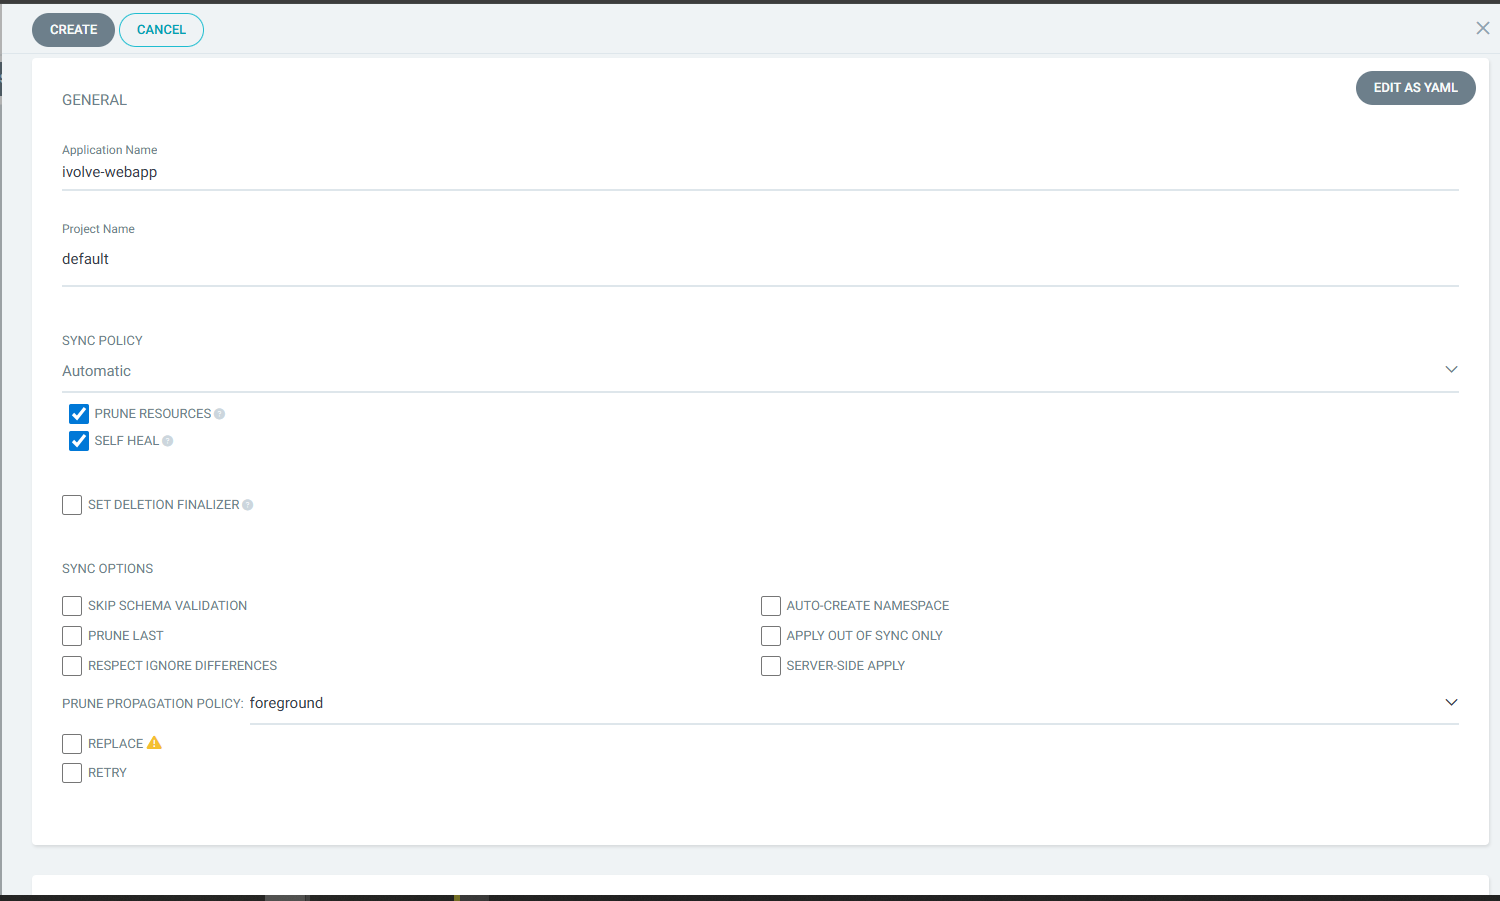 CREATE CANCEL
EDIT AS YAML
GENERAL
Application Name
ivolve-webapp
Project Name
default
SYNC POLICY
Automatic
PRUNE RESOURCES
SELF HEAL
SET DELETION FINALIZER
SYNC OPTIONS
SKIP SCHEMA VALIDATION AUTO-CREATE NAMESPACE
PRUNE LAST APPLY OUT OF SYNC ONLY
RESPECT IGNORE DIFFERENCES SERVER-SIDE APPLY
PRUNE PROPAGATION POLICY: foreground
REPLACE
RETRY